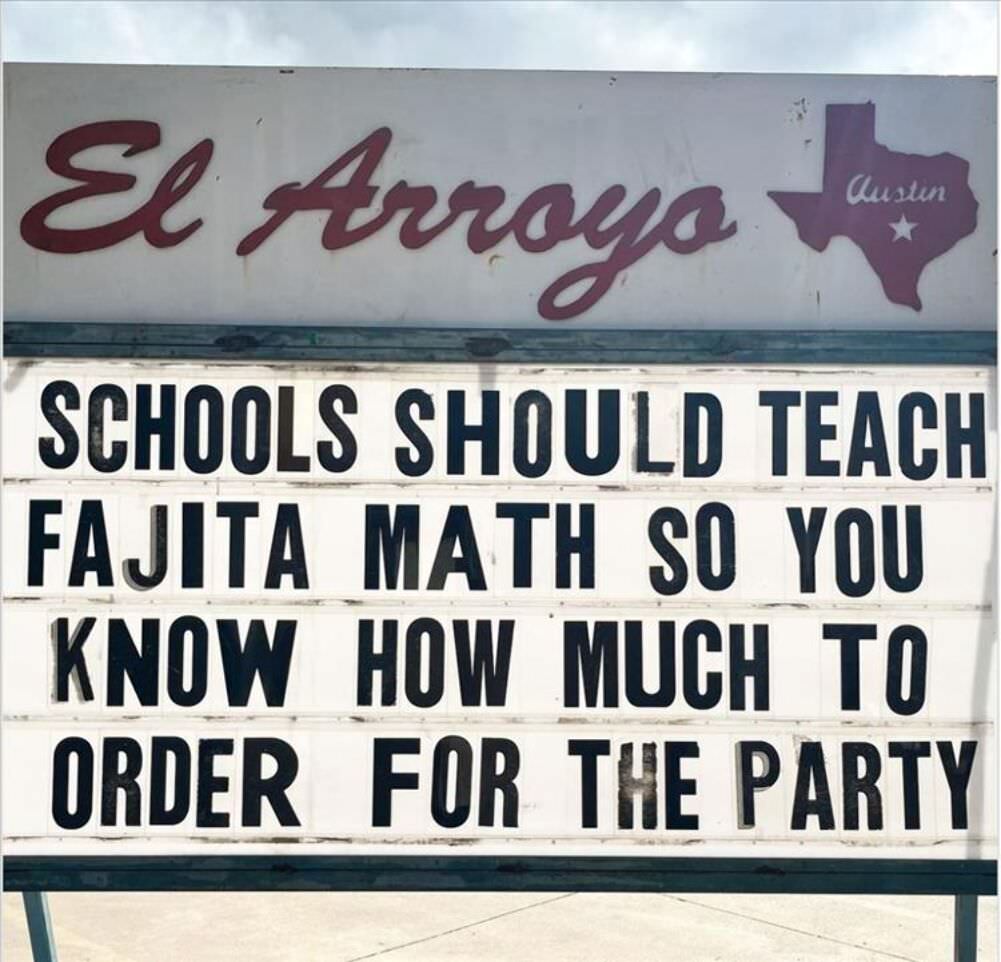 El Arroyo
Austin
SCHOOLS SHOULD TEACH
FAJITA MATH SO YOU
KNOW HOW MUCH TO
ORDER FOR THE PARTY